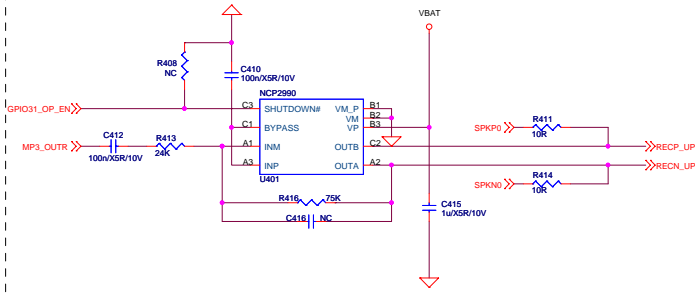 VBAT
R408
NC
C410
100n/X5R/10V
NCP2990
GPIO31_OP_EN
C3
SHUTDOWN#
VM_P
B1
VM
B2
C1
BYPASS
VP
B3
SPKP0
R411
10R
C412
100n/X5R/10V
MP3_OUTR
R413
24K
A1
INM
OUTB
C2
RECP_UP
A3
INP
OUTA
A2
RECN_UP
U401
SPKN0
R414
10R
R416
75K
C416
NC
C415
1u/X5R/10V